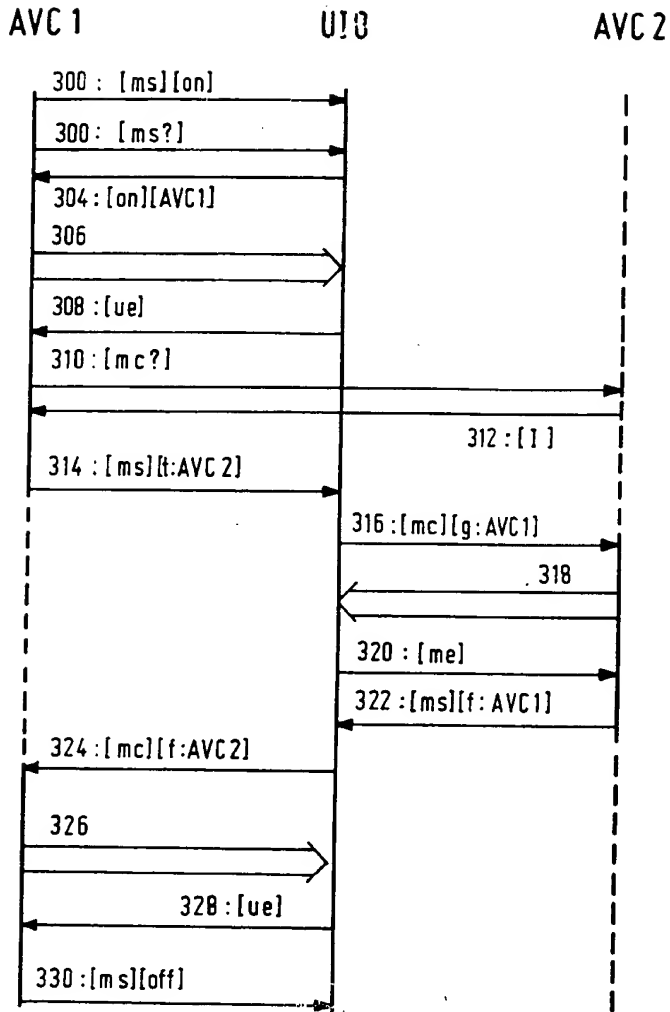 AVC 1 UIB AVC 2
300 : [ms][on]
300 : [ms?]
304 : [on][AVC1]
306
308 : [ue]
310 : [mc?]
312 : [I]
314 : [ms][t:AVC 2]
316 : [mc][g: AVC1]
318
320 : [me]
322 : [ms][f: AVC1]
324 : [mc][f:AVC2]
326
328 : [ue]
330 : [ms][off]